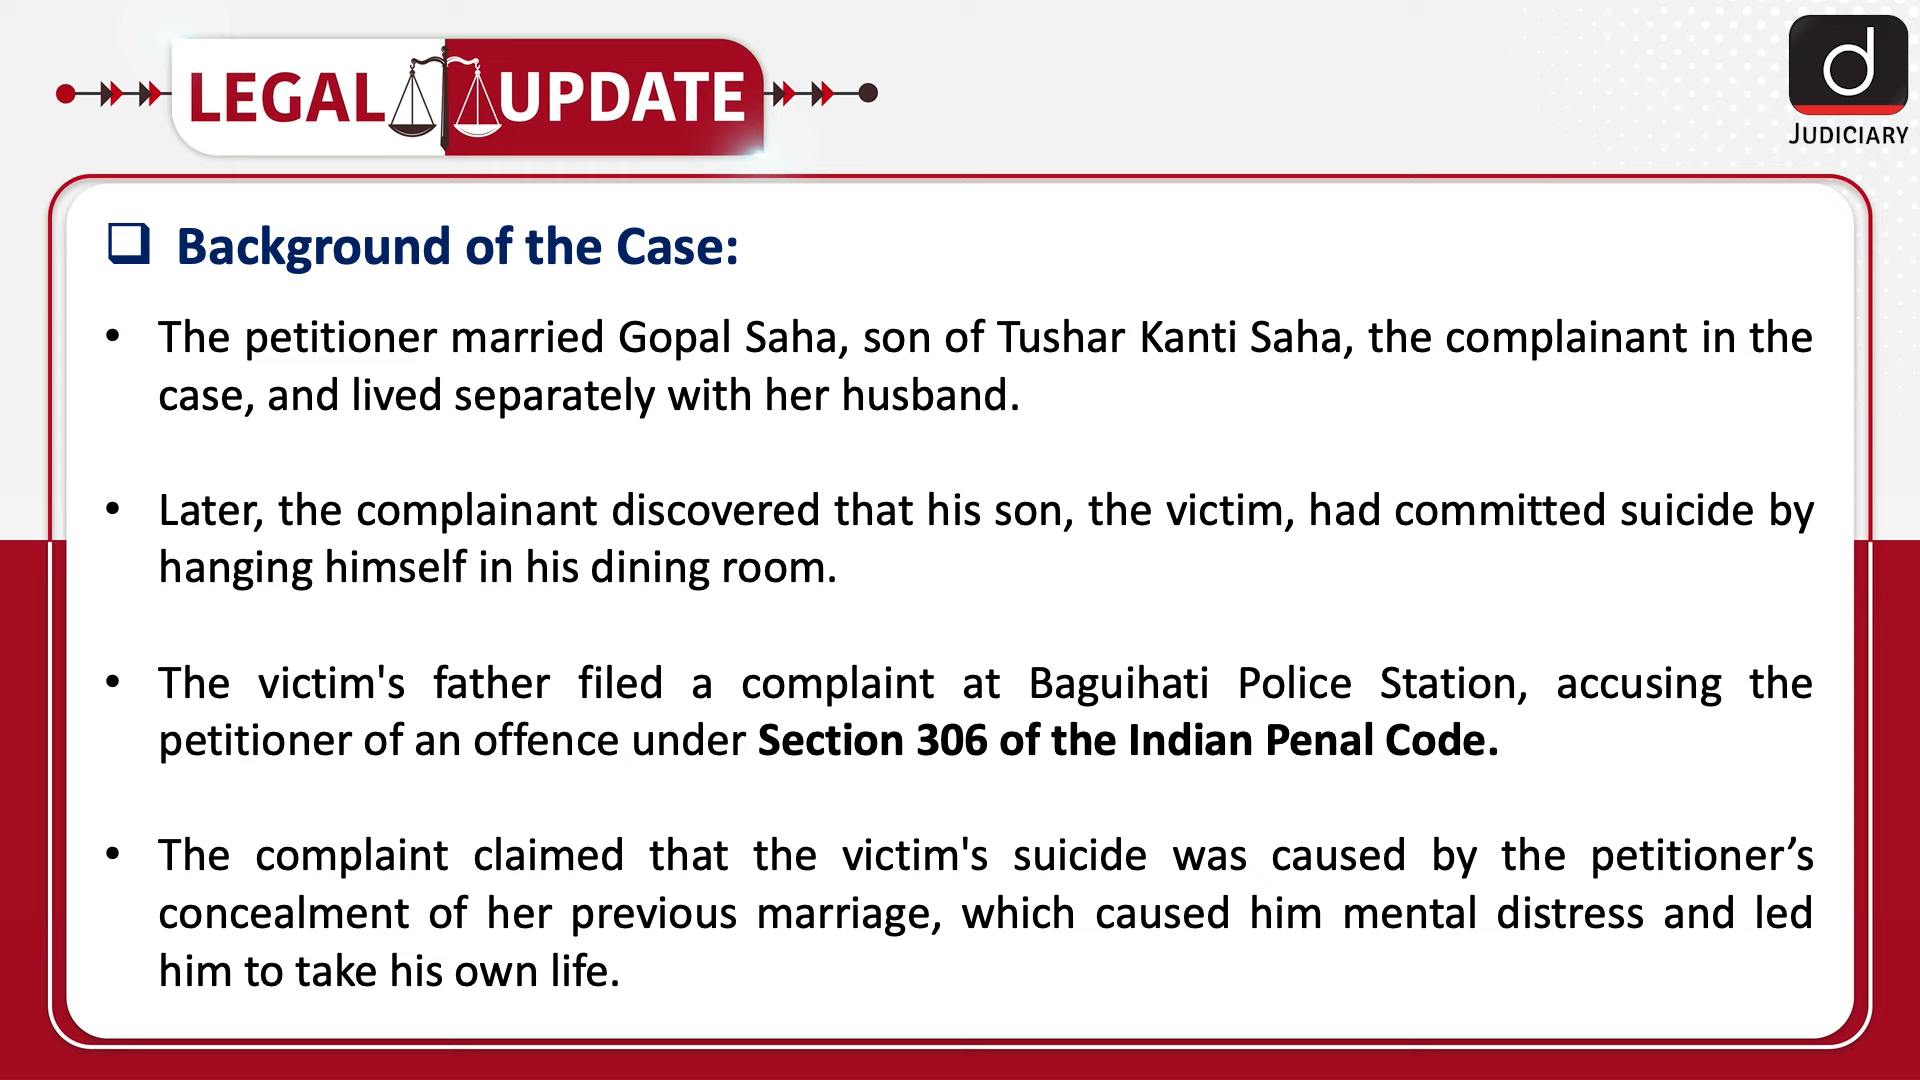 LEGAL UPDATE
d
JUDICIARY
❑ Background of the Case:
• The petitioner married Gopal Saha, son of Tushar Kanti Saha, the complainant in the
case, and lived separately with her husband.
• Later, the complainant discovered that his son, the victim, had committed suicide by
hanging himself in his dining room.
• The victim's father filed a complaint at Baguihati Police Station, accusing the
petitioner of an offence under Section 306 of the Indian Penal Code.
• The complaint claimed that the victim's suicide was caused by the petitioner’s
concealment of her previous marriage, which caused him mental distress and led
him to take his own life.